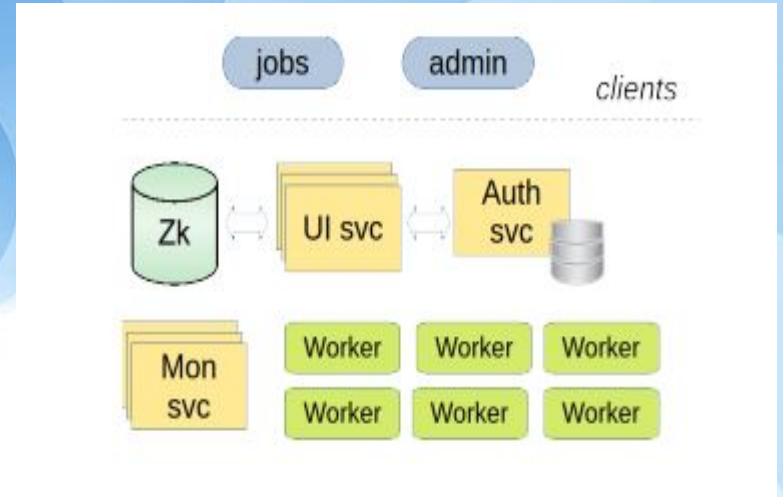 jobs admin
clients
Zk UI svc Auth
svc
Mon
svc
Worker Worker Worker
Worker Worker Worker